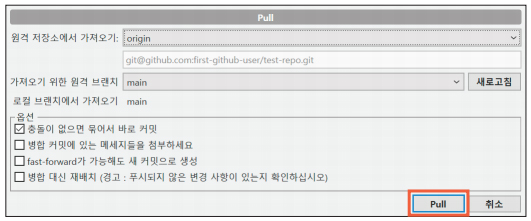 Pull
원격 저장소에서 가져오기: origin
git@github.com:first-github-user/test-repo.git
가져오기 위한 원격 브랜치 main 새로고침
로컬 브랜치에서 가져오기 main
옵션
충돌이 없으면 묶어서 바로 커밋
병합 커밋에 있는 메세지들을 첨부하세요
fast-forward가 가능해도 새 커밋으로 생성
병합 대신 재배치 (경고 : 푸시되지 않은 변경 사항이 있는지 확인하십시오)
Pull 취소